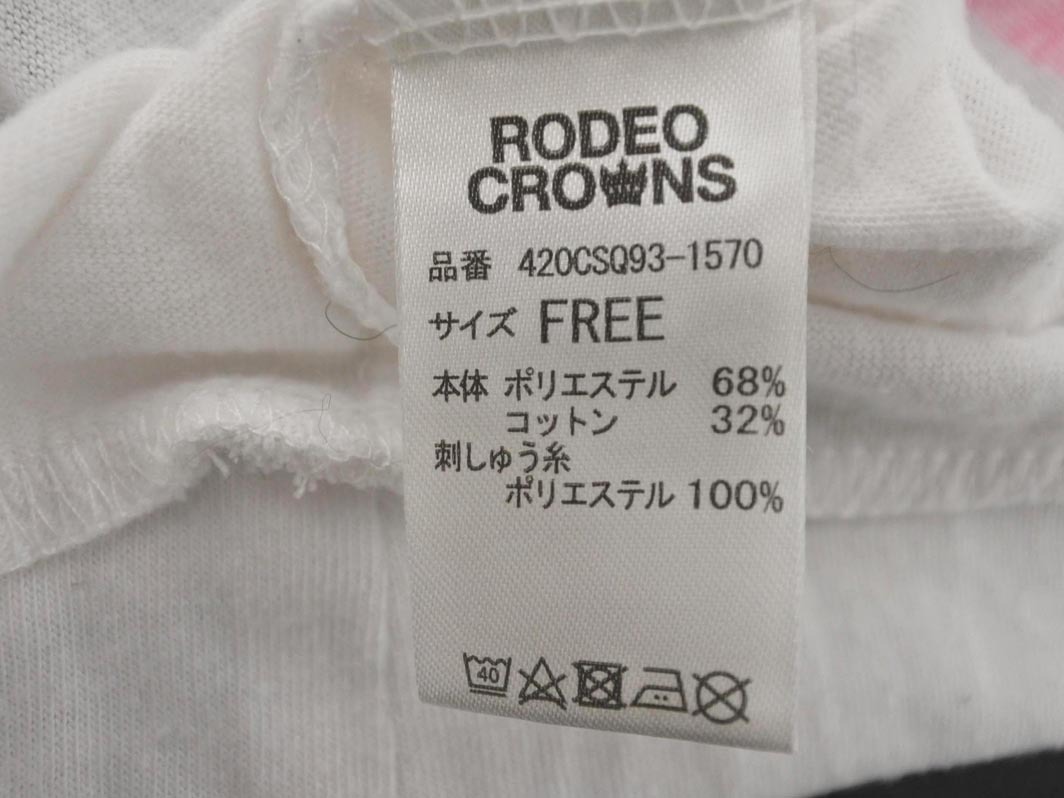 RODEO
CROWNS
品番 420CSQ93-1570
サイズ FREE
本体 ポリエステル 68%
コットン 32%
刺しゅう糸
ポリエステル 100%
40